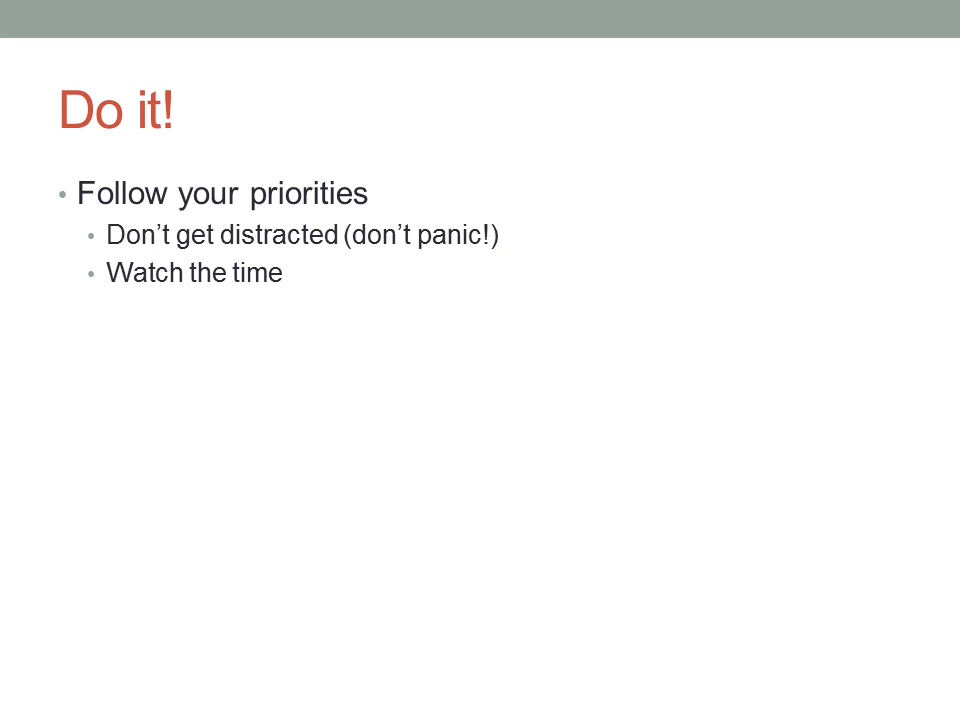 Do it!
• Follow your priorities
• Don’t get distracted (don’t panic!)
• Watch the time